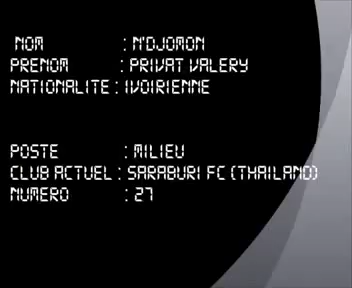 NOM : N'DJOMON
PRENOM : PRIVAT VALERY
NATIONALITE : IVOIRIENNE
POSTE : MILIEU
CLUB ACTUEL : SARABURI FC (THAILAND)
NUMERO : 27